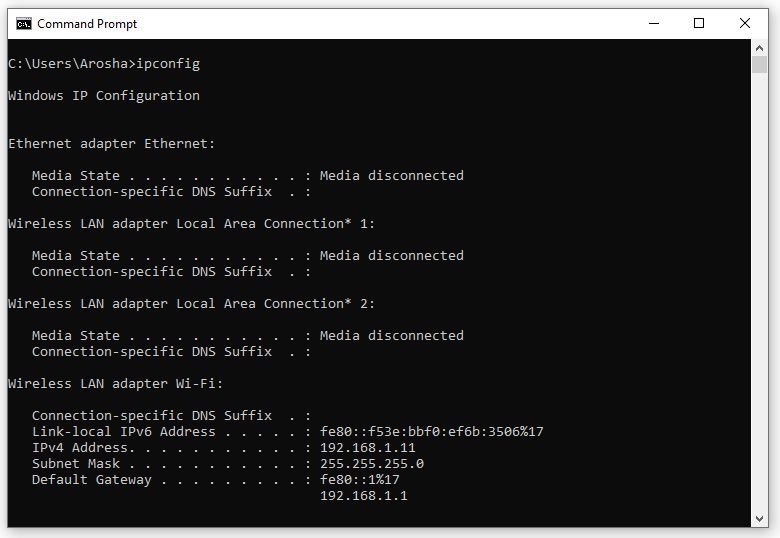 Command Prompt
C:\Users\Arosha>ipconfig
Windows IP Configuration
Ethernet adapter Ethernet:
   Media State . . . . . . . . . . . : Media disconnected
   Connection-specific DNS Suffix  . :
Wireless LAN adapter Local Area Connection* 1:
   Media State . . . . . . . . . . . : Media disconnected
   Connection-specific DNS Suffix  . :
Wireless LAN adapter Local Area Connection* 2:
   Media State . . . . . . . . . . . : Media disconnected
   Connection-specific DNS Suffix  . :
Wireless LAN adapter Wi-Fi:
   Connection-specific DNS Suffix  . :
   Link-local IPv6 Address . . . . . : fe80::f53e:bbf0:ef6b:3506%17
   IPv4 Address. . . . . . . . . . . : 192.168.1.11
   Subnet Mask . . . . . . . . . . . : 255.255.255.0
   Default Gateway . . . . . . . . . : fe80::1%17
                                       192.168.1.1